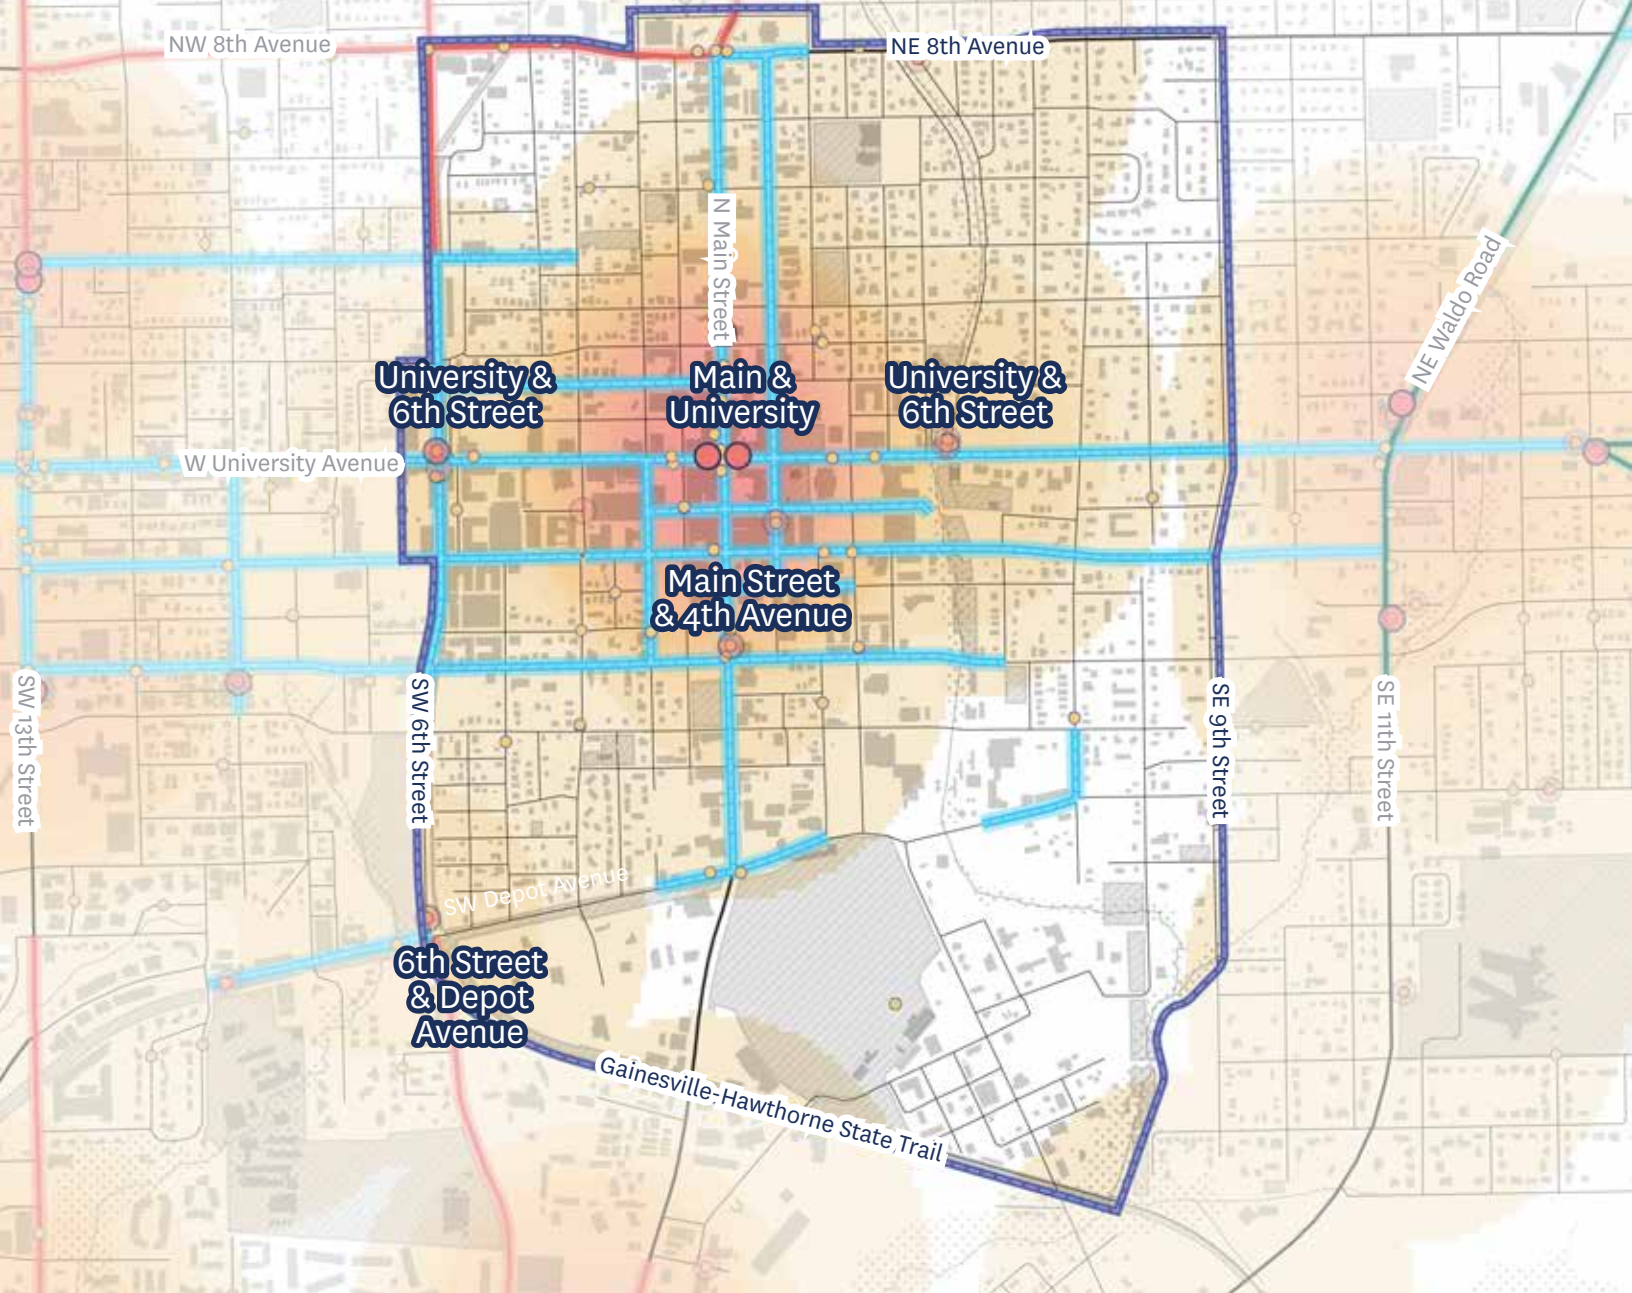 NW 8th Avenue
NE 8th Avenue
N Main Street
NE Waldo Road
University &
6th Street
Main &
University
University &
6th Street
W University Avenue
Main Street
& 4th Avenue
SW 13th Street
SW 6th Street
SE 9th Street
SE 11th Street
SW Depot Avenue
6th Street
& Depot
Avenue
Gainesville-Hawthorne State Trail